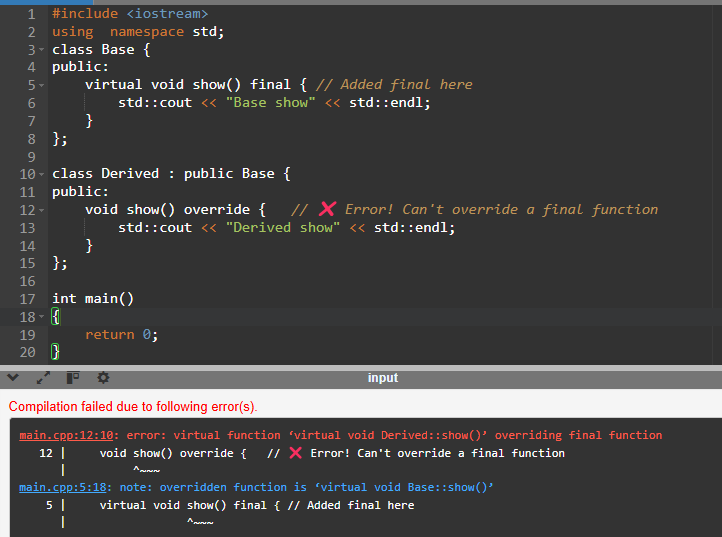 1 #include <iostream>
2 using  namespace std;
3 class Base {
4 public:
5     virtual void show() final { // Added final here
6         std::cout << "Base show" << std::endl;
7     }
8 };
9
10 class Derived : public Base {
11 public:
12     void show() override {   // ❌ Error! Can't override a final function
13         std::cout << "Derived show" << std::endl;
14     }
15 };
16
17 int main()
18 {
19     return 0;
20 }
input
Compilation failed due to following error(s).
main.cpp:12:10: error: virtual function ‘virtual void Derived::show()’ overriding final function
12 |     void show() override {   // ❌ Error! Can't override a final function
|          ^~~~
main.cpp:5:18: note: overridden function is ‘virtual void Base::show()’
5 |     virtual void show() final { // Added final here
|                  ^~~~